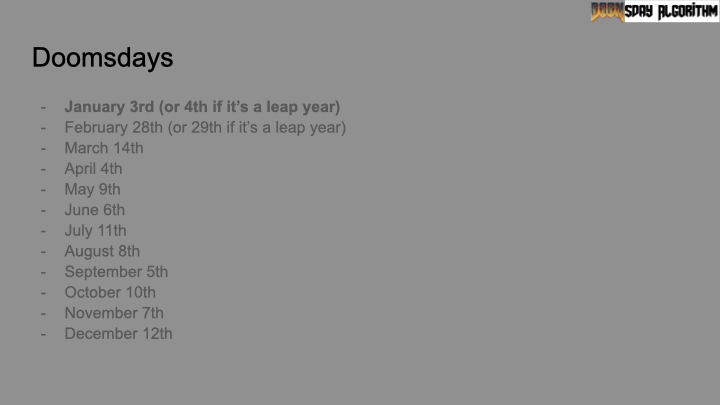 DOOMSDAY ALGORITHM
Doomsdays
- January 3rd (or 4th if it’s a leap year)
- February 28th (or 29th if it’s a leap year)
- March 14th
- April 4th
- May 9th
- June 6th
- July 11th
- August 8th
- September 5th
- October 10th
- November 7th
- December 12th